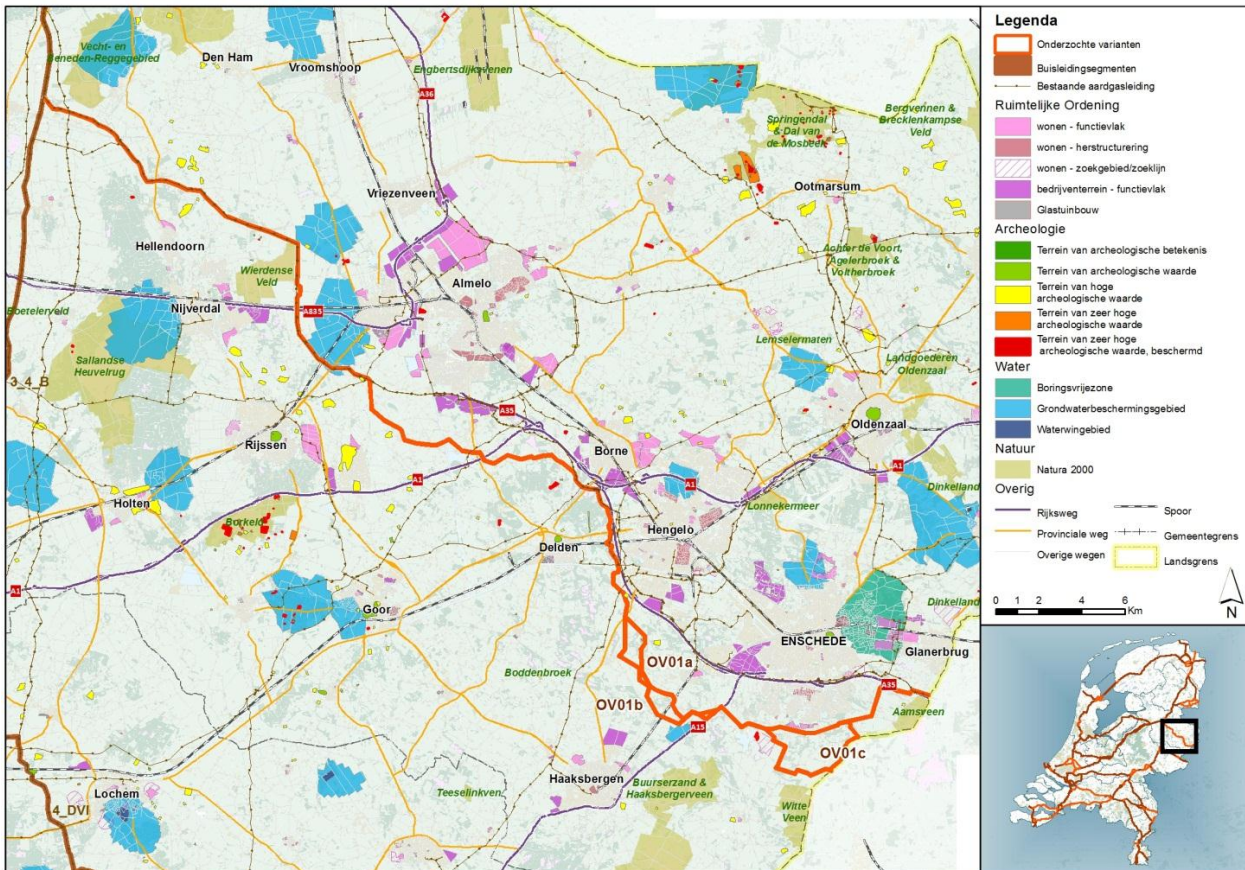 Vecht- en
Beneden-Reggegebied
Den Ham
Vroomshoop
Engbertsdijksvenen
A36
Bergvennen &
Brecklenkampse
Veld
Springendal
& Dal van
de Mosbeek
Ootmarsum
Vriezenveen
Hellendoorn
Wierdense
Veld
Achter de Voort,
Agelerbroek &
Voltherbroek
Almelo
Nijverdal
A835
Boetelerveld
Lemselermaten
Landgoederen
Oldenzaal
Sallandse
Heuvelrug
3_4_B
A35
Oldenzaal
Rijssen
Borne
A1
A1
A1
Dinkelland
Holten
Lonnekermeer
Borkeld
Hengelo
Delden
A1
Goor
Dinkelland
ENSCHEDE
Glanerbrug
Boddenbroek
OV01a
A35
OV01b
Aamsveen
A15
OV01c
Haaksbergen
Buurserzand &
Haaksbergerveen
Teeselinkven
Lochem
4_DVI
Witte
Veen
Legenda
Onderzochte varianten
Buisleidingsegmenten
Bestaande aardgasleiding
Ruimtelijke Ordening
wonen - functievlak
wonen - herstructurering
wonen - zoekgebied/zoeklijn
bedrijventerrein - functievlak
Glastuinbouw
Archeologie
Terrein van archeologische betekenis
Terrein van archeologische waarde
Terrein van hoge
archeologische waarde
Terrein van zeer hoge
archeologische waarde
Terrein van zeer hoge
archeologische waarde, beschermd
Water
Boringsvrijezone
Grondwaterbeschermingsgebied
Waterwingebied
Natuur
Natura 2000
Overig
Rijksweg
Spoor
Provinciale weg
Gemeentegrens
Overige wegen
Landsgrens
0 1 2 4 6
Km
N